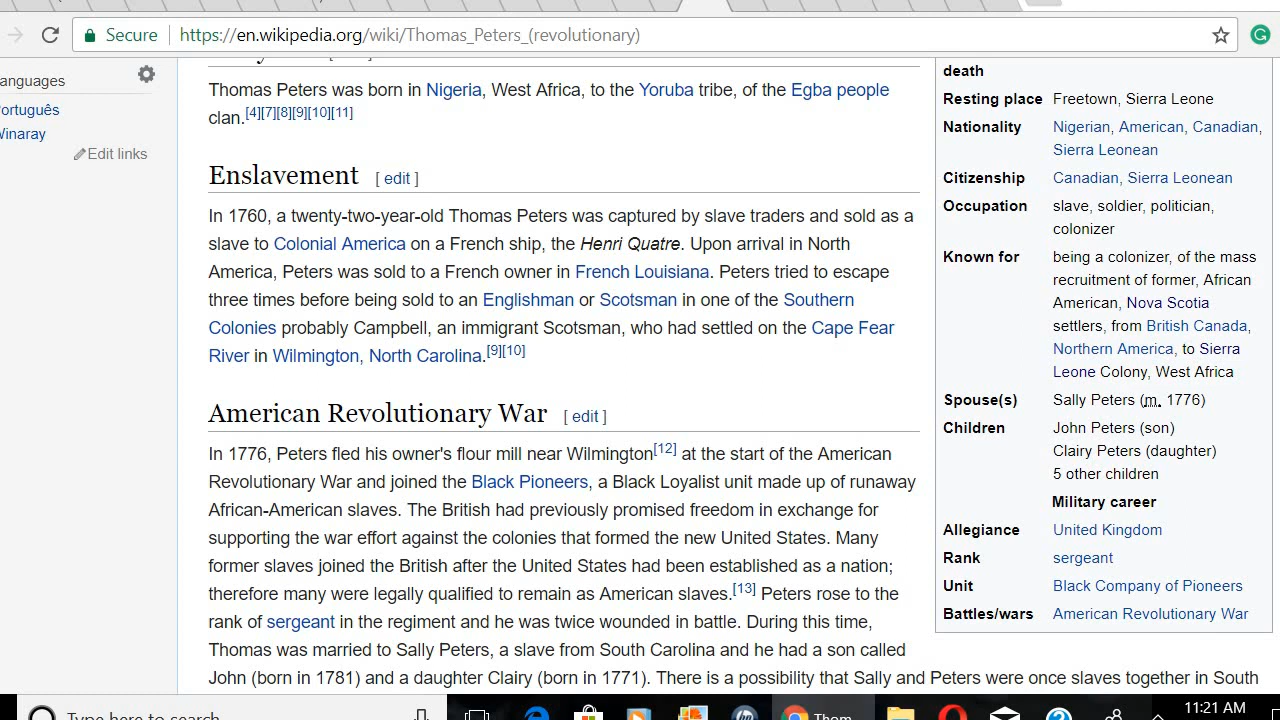 Secure
https://en.wikipedia.org/wiki/Thomas_Peters_(revolutionary)
anguages
ortuguês
Vinaray
Edit links
Thomas Peters was born in Nigeria, West Africa, to the Yoruba tribe, of the Egba people
clan.[4][7][8][9][10][11]
Enslavement [ edit ]
In 1760, a twenty-two-year-old Thomas Peters was captured by slave traders and sold as a
slave to Colonial America on a French ship, the Henri Quatre. Upon arrival in North
America, Peters was sold to a French owner in French Louisiana. Peters tried to escape
three times before being sold to an Englishman or Scotsman in one of the Southern
Colonies probably Campbell, an immigrant Scotsman, who had settled on the Cape Fear
River in Wilmington, North Carolina.[9][10]
American Revolutionary War [ edit ]
In 1776, Peters fled his owner's flour mill near Wilmington[12] at the start of the American
Revolutionary War and joined the Black Pioneers, a Black Loyalist unit made up of runaway
African-American slaves. The British had previously promised freedom in exchange for
supporting the war effort against the colonies that formed the new United States. Many
former slaves joined the British after the United States had been established as a nation;
therefore many were legally qualified to remain as American slaves.[13] Peters rose to the
rank of sergeant in the regiment and he was twice wounded in battle. During this time,
Thomas was married to Sally Peters, a slave from South Carolina and he had a son called
John (born in 1781) and a daughter Clairy (born in 1771). There is a possibility that Sally and Peters were once slaves together in South
death
Resting place Freetown, Sierra Leone
Nationality Nigerian, American, Canadian,
Sierra Leonean
Citizenship Canadian, Sierra Leonean
Occupation slave, soldier, politician,
colonizer
Known for being a colonizer, of the mass
recruitment of former, African
American, Nova Scotia
settlers, from British Canada,
Northern America, to Sierra
Leone Colony, West Africa
Spouse(s) Sally Peters (m. 1776)
Children John Peters (son)
Clairy Peters (daughter)
5 other children
Military career
Allegiance United Kingdom
Rank sergeant
Unit Black Company of Pioneers
Battles/wars American Revolutionary War
Type here to search
Thom
11:21 AM